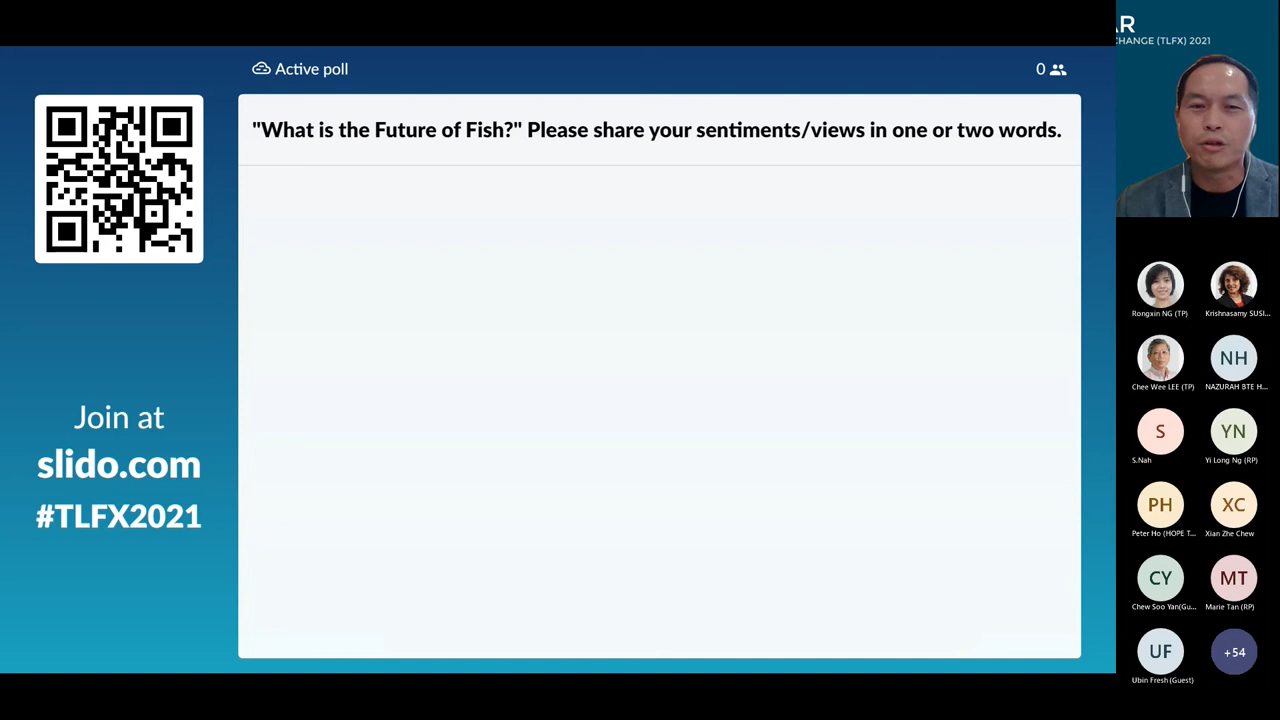 Active poll
0
"What is the Future of Fish?" Please share your sentiments/views in one or two words.
Join at
slido.com
#TLFX2021
AR
CHANGE (TLFX) 2021
Rongxin NG (TP)
Krishnasamy SUSI...
Chee Wee LEE (TP)
NH
NAZURAH BTE H...
S
S.Nah
YN
Yi Long Ng (RP)
PH
Peter Ho (HOPE T...
XC
Xian Zhe Chew
CY
Chew Soo Yan(Gu...
MT
Marie Tan (RP)
UF
Ubin Fresh (Guest)
+54